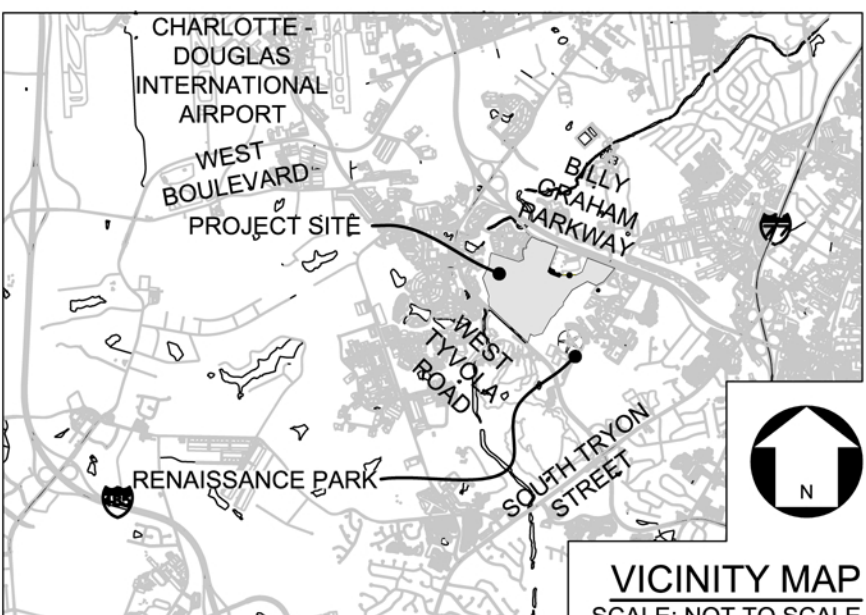 CHARLOTTE -
DOUGLAS
INTERNATIONAL
AIRPORT
WEST
BOULEVARD
PROJECT SITE
BILLY
GRAHAM
PARKWAY
77
WEST
TYVOLA
ROAD
RENAISSANCE PARK
485
SOUTH TRYON
STREET
N
VICINITY MAP
SCALE: NOT TO SCALE